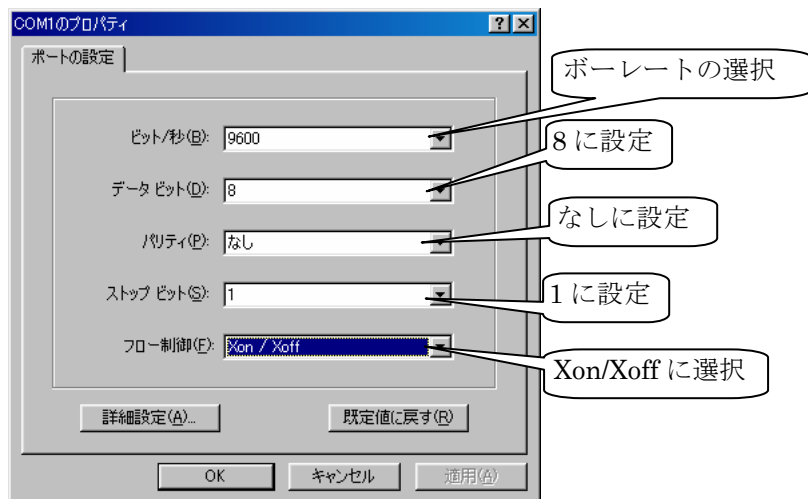 COM1のプロパティ
ポートの設定
ボーレートの選択
ビット/秒(B): 9600
8に設定
データ ビット(D): 8
なしに設定
パリティ(P): なし
ストップ ビット(S): 1
1に設定
フロー制御(F): Xon / Xoff
Xon/Xoffに選択
詳細設定(A)... 既定値に戻す(R)
OK キャンセル 適用(A)